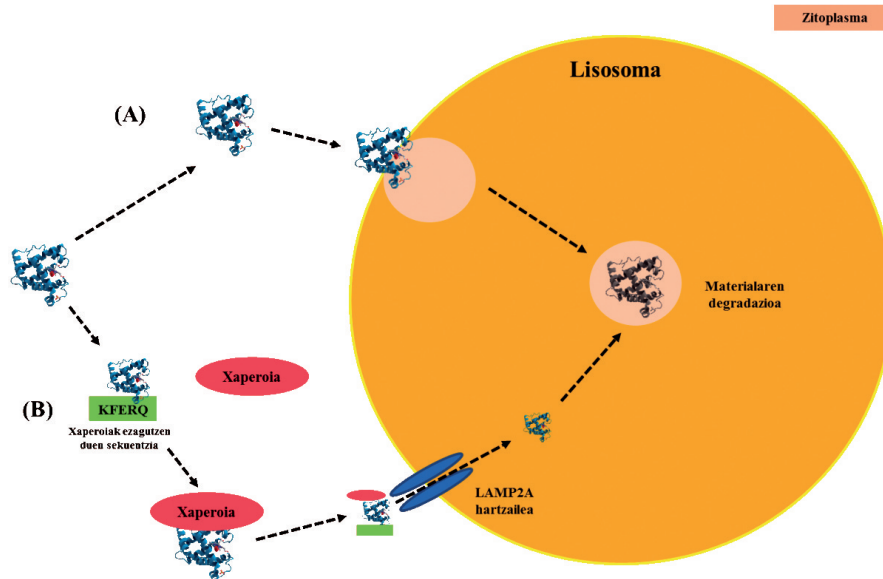 Zitoplasma
Lisosoma
(A)
Materialaren
degradazioa
Xaperoia
(B)
KFERQ
Xaperoiak ezagutzen
duen sekuentzia
LAMP2A
hartzailea
Xaperoia